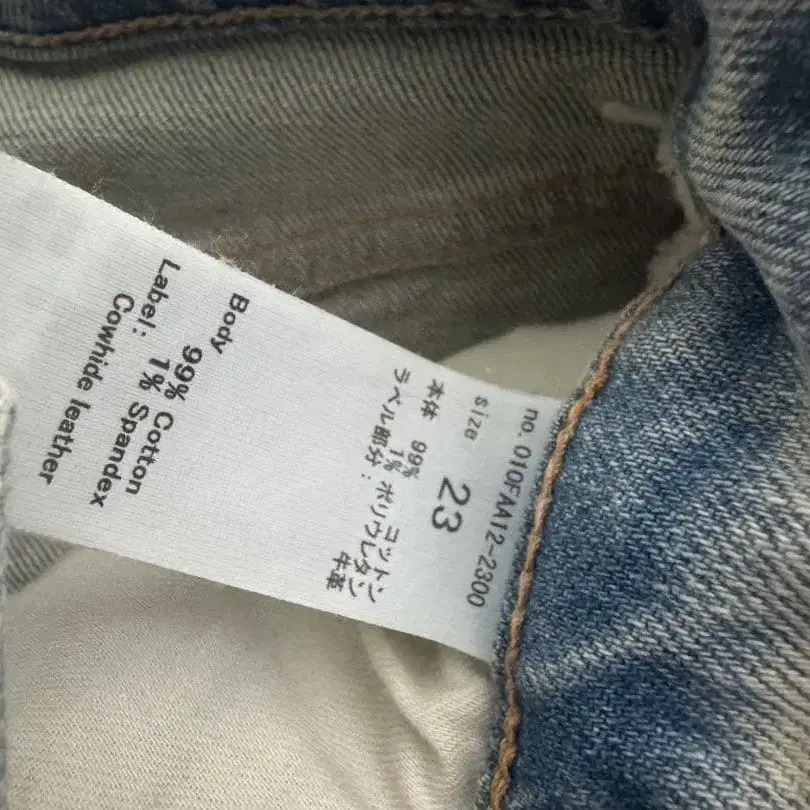 no. 010FAA12-2300
size 23
本体 99% コットン
1% ポリウレタン
ラベル部分: 牛革
Body 99% Cotton
1% Spandex
Label: Cowhide leather